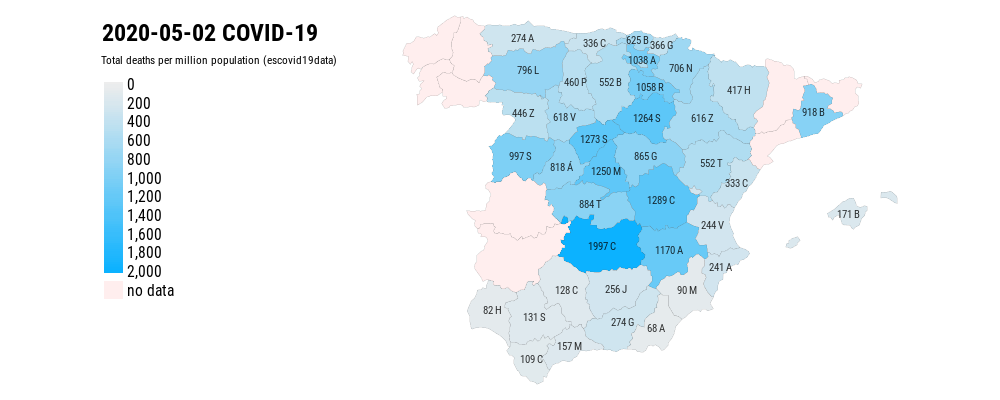 2020-05-02 COVID-19
Total deaths per million population (escovid19data)
0
200
400
600
800
1,000
1,200
1,400
1,600
1,800
2,000
no data
274 A
336 C
625 B
366 G
796 L
460 P
552 B
1038 A
706 N
1058 R
417 H
446 Z
618 V
1264 S
616 Z
918 B
1273 S
997 S
818 Á
1250 M
865 G
552 T
333 C
884 T
1289 C
171 B
244 V
1997 C
1170 A
241 A
128 C
256 J
90 M
82 H
131 S
274 G
68 A
157 M
109 C